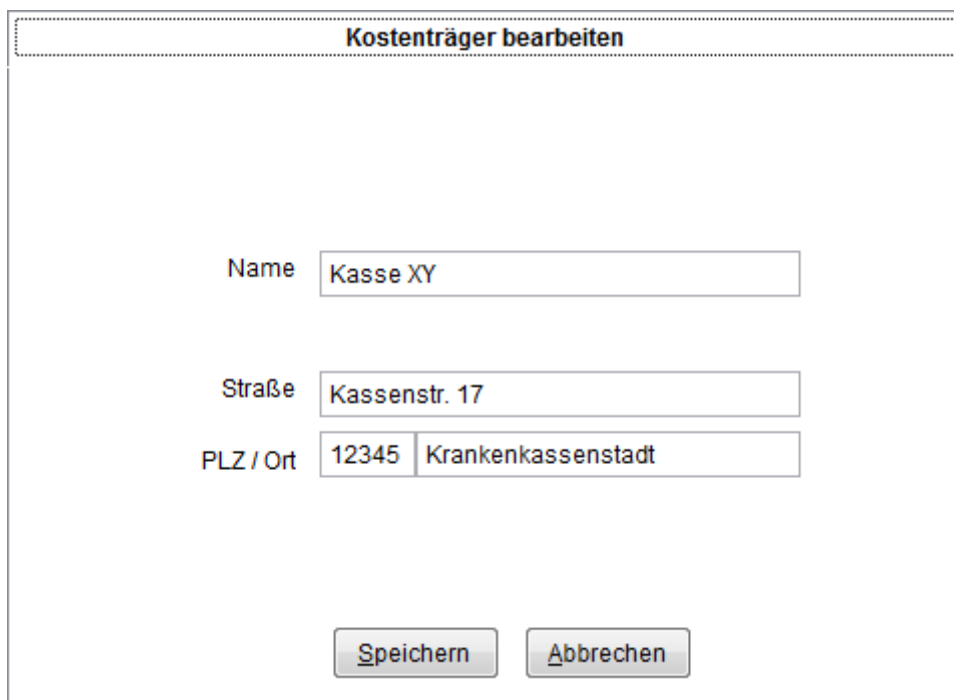 Kostenträger bearbeiten
Name Kasse XY
Straße Kassenstr. 17
PLZ / Ort 12345 Krankenkassenstadt
Speichern Abbrechen